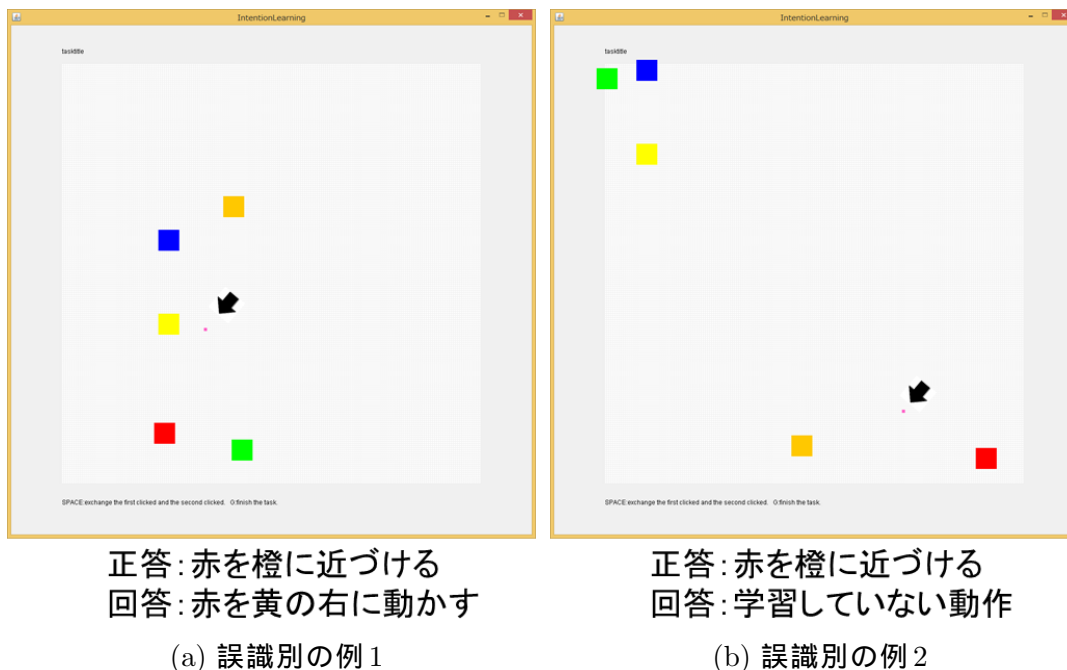 IntentionLearning
tasktitle
SPACE:exchange the first clicked and the second clicked. G:finish the task.
正答:赤を橙に近づける
回答:赤を黄の右に動かす
(a) 誤識別の例1
IntentionLearning
tasktitle
SPACE:exchange the first clicked and the second clicked. G:finish the task.
正答:赤を橙に近づける
回答:学習していない動作
(b) 誤識別の例2